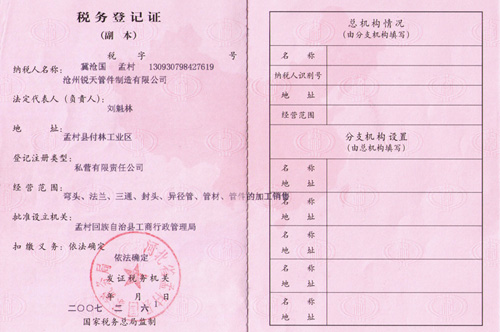 税务登记证
(副 本)
税 字 号
纳税人名称: 冀沧国 孟村 130930798427619
沧州锐天管件制造有限公司
法定代表人(负责人):
刘魁林
地 址:
孟村县付林工业区
登记注册类型:
私营有限责任公司
经营范围:
弯头、法兰、三通、封头、异径管、管材、管件的加工销售
批准设立机关:
孟村回族自治县工商行政管理局
扣缴义务:依法确定
依法确定
发证税务机关
年 月 日
二〇〇七 二 六
国家税务总局监制
总机构情况
(由分支机构填写)
名 称
纳税人识别号
地 址
经营范围
分支机构设置
(由总机构填写)
名 称
地 址
名 称
地 址
名 称
地 址
名 称
地 址
名 称
地 址